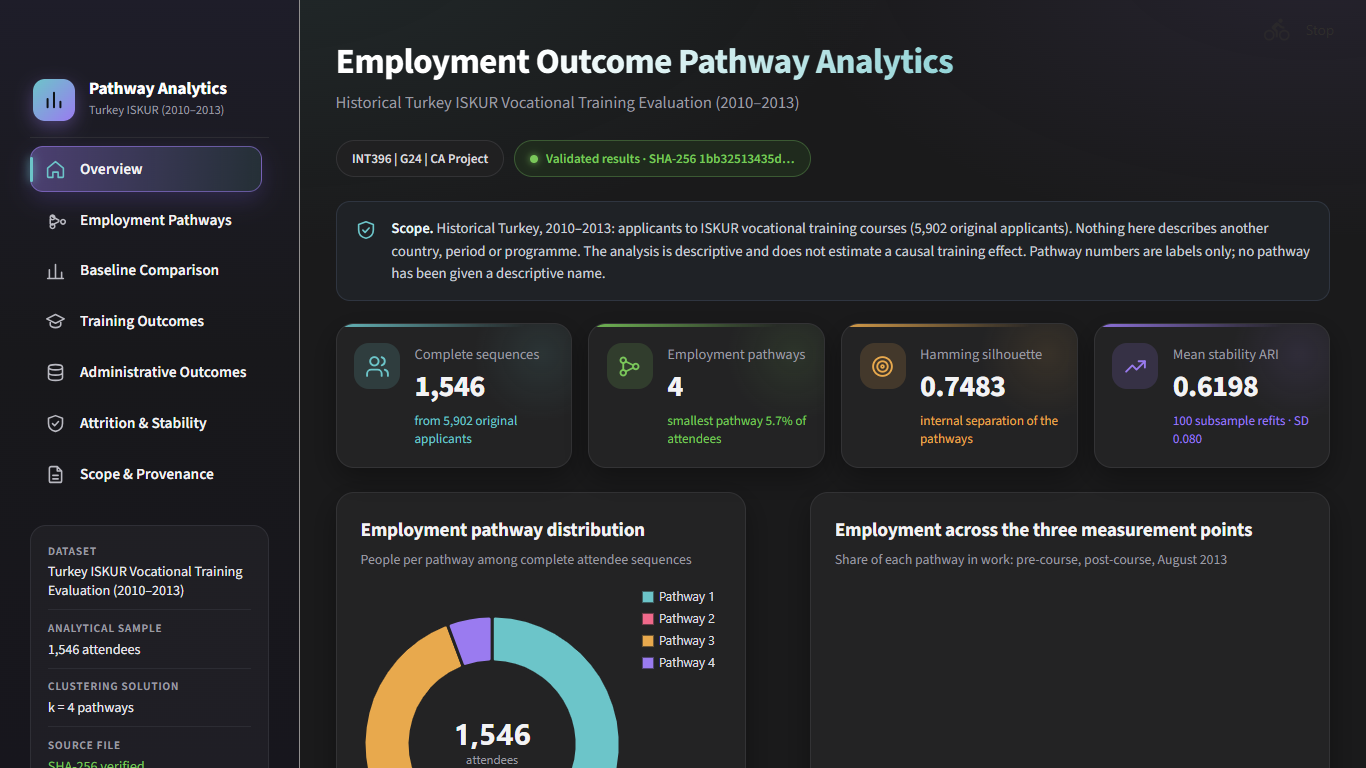 Stop
Pathway Analytics
Turkey ISKUR (2010–2013)
Overview
Employment Pathways
Baseline Comparison
Training Outcomes
Administrative Outcomes
Attrition & Stability
Scope & Provenance
DATASET
Turkey ISKUR Vocational Training
Evaluation (2010–2013)
ANALYTICAL SAMPLE
1,546 attendees
CLUSTERING SOLUTION
k = 4 pathways
SOURCE FILE
SHA-256 verified
Employment Outcome Pathway Analytics
Historical Turkey ISKUR Vocational Training Evaluation (2010–2013)
INT396 | G24 | CA Project
Validated results · SHA-256 1bb32513435d…
Scope. Historical Turkey, 2010–2013: applicants to ISKUR vocational training courses (5,902 original applicants). Nothing here describes another
country, period or programme. The analysis is descriptive and does not estimate a causal training effect. Pathway numbers are labels only; no pathway
has been given a descriptive name.
Complete sequences
1,546
from 5,902 original
applicants
Employment pathways
4
smallest pathway 5.7% of
attendees
Hamming silhouette
0.7483
internal separation of the
pathways
Mean stability ARI
0.6198
100 subsample refits · SD
0.080
Employment pathway distribution
People per pathway among complete attendee sequences
Pathway 1
Pathway 2
Pathway 3
Pathway 4
1,546
attendees
Employment across the three measurement points
Share of each pathway in work: pre-course, post-course, August 2013